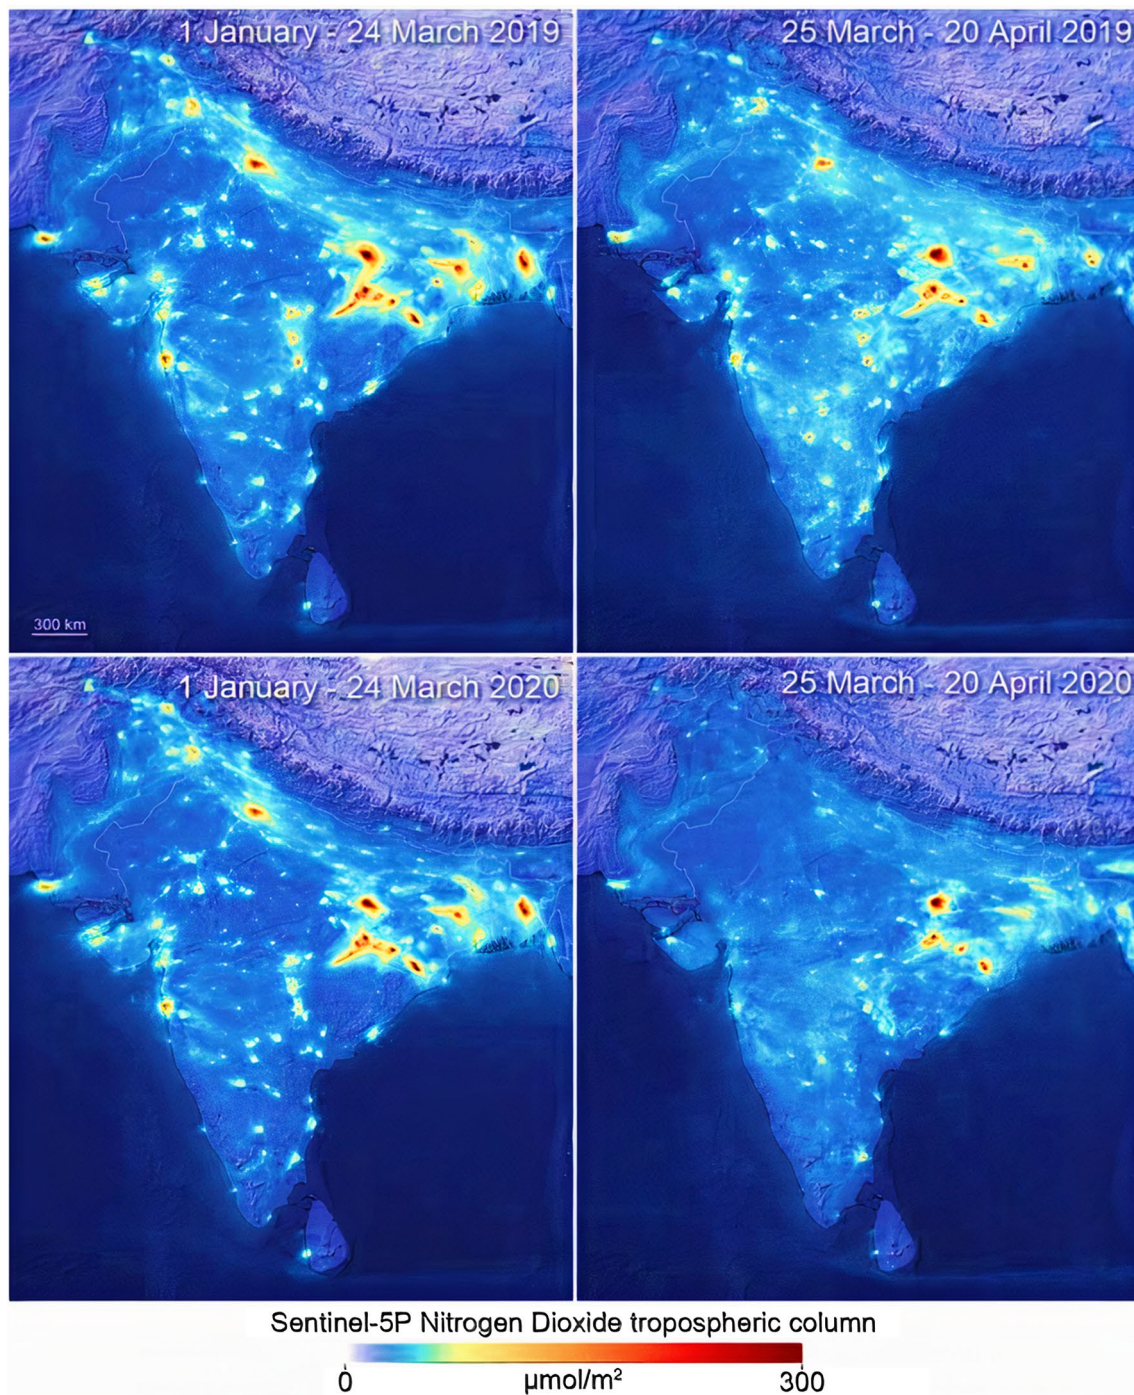 1 January - 24 March 2019
25 March - 20 April 2019
300 km
1 January - 24 March 2020
25 March - 20 April 2020
Sentinel-5P Nitrogen Dioxide tropospheric column
0
µmol/m²
300